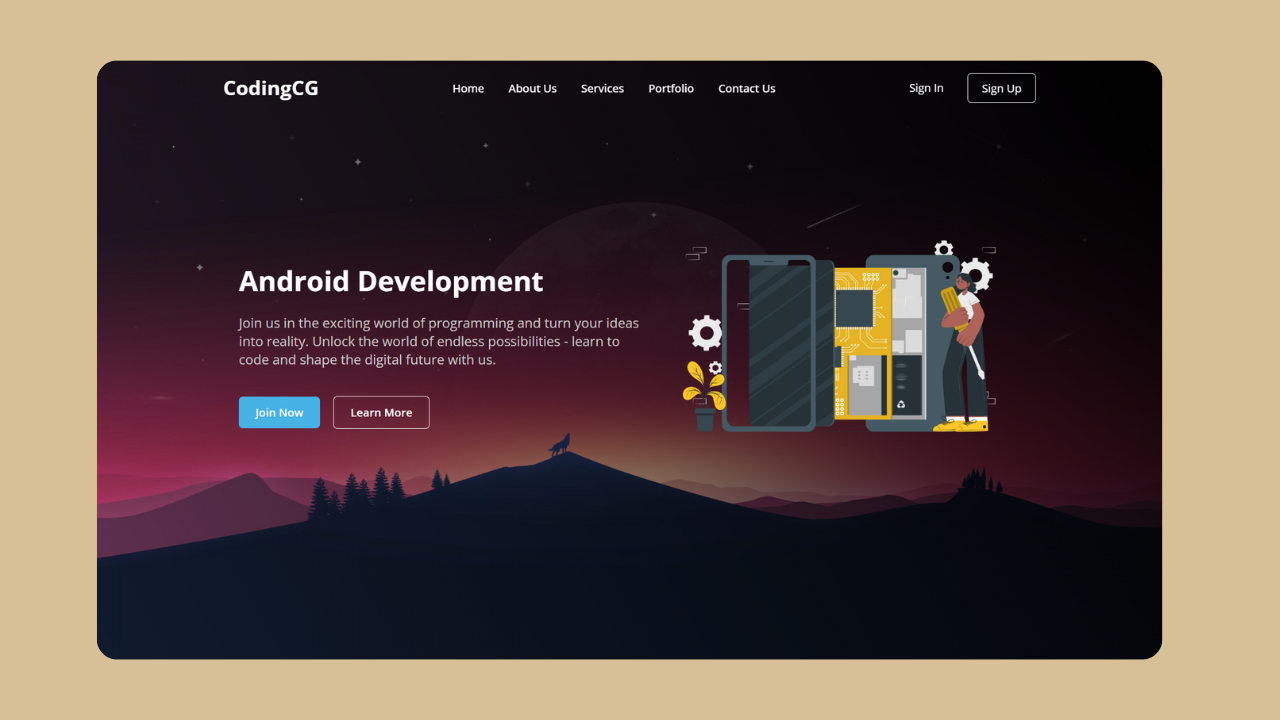 CodingCG
Home About Us Services Portfolio Contact Us
Sign In Sign Up
Android Development
Join us in the exciting world of programming and turn your ideas
into reality. Unlock the world of endless possibilities - learn to
code and shape the digital future with us.
Join Now Learn More